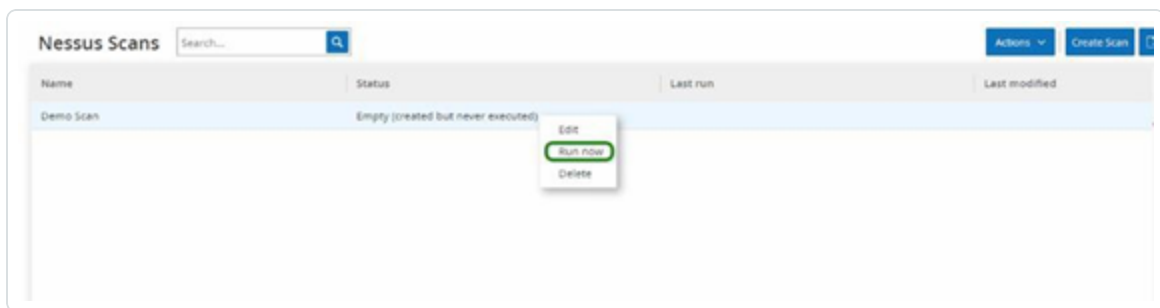 Nessus Scans Search... Actions Create Scan
Name Status Last run Last modified
Demo Scan Empty (created but never executed)
Edit
Run now
Delete